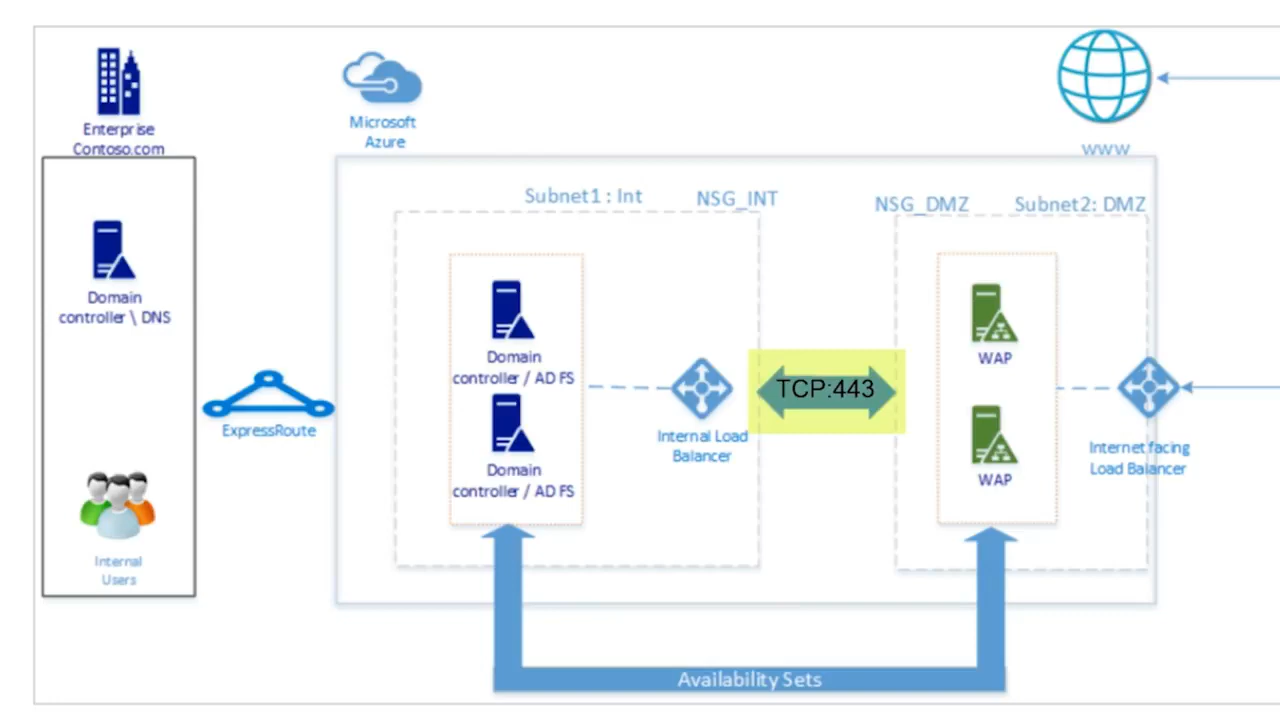 Enterprise
Contoso.com
Microsoft
Azure
WWW
Subnet1 : Int
NSG_INT
NSG_DMZ
Subnet2: DMZ
Domain
controller \ DNS
ExpressRoute
Internal
Users
Domain
controller / AD FS
Domain
controller / AD FS
Internal Load
Balancer
TCP:443
WAP
WAP
Internet facing
Load Balancer
Availability Sets